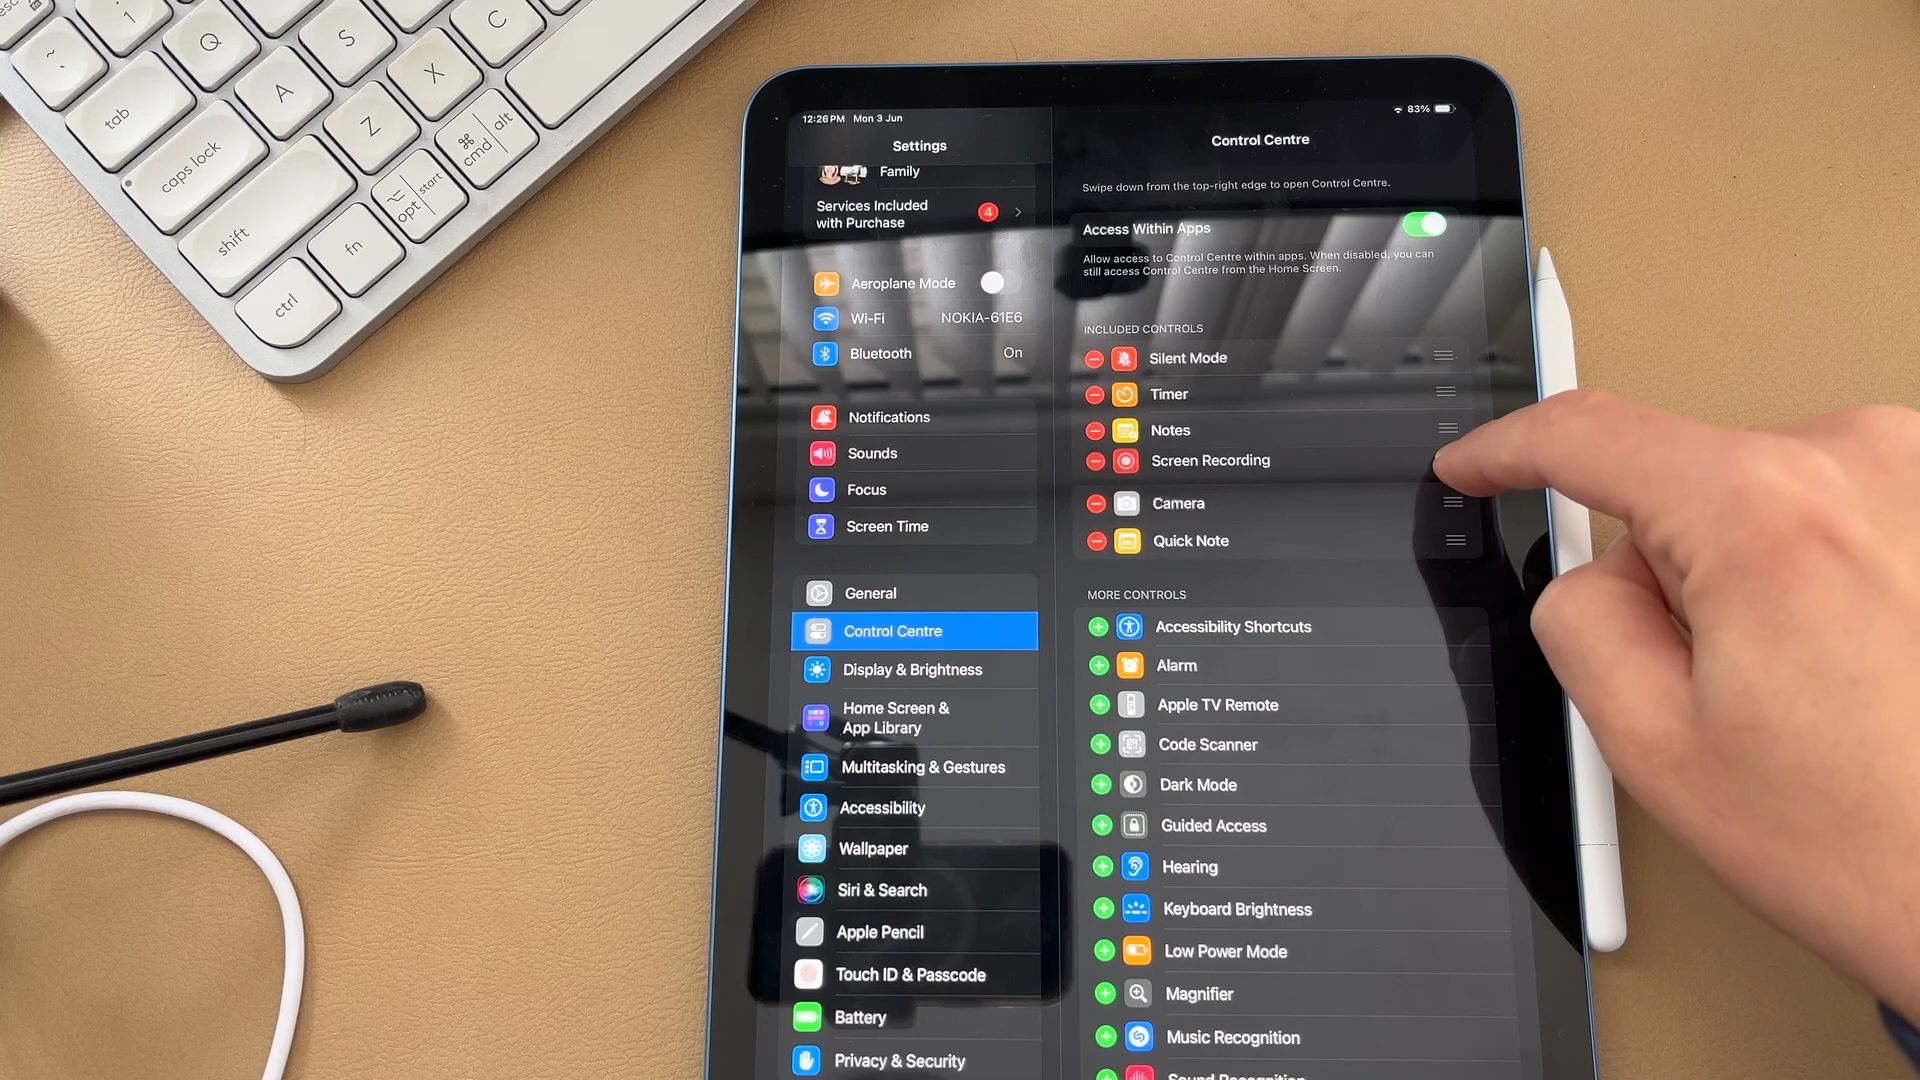 esc
1
~
`
Q
S
C
tab
A
X
caps lock
Z
⌘
cmd
alt
shift
⌥
opt
start
fn
ctrl
12:26 PM Mon 3 Jun
83%
Settings
Family
Services Included
with Purchase
4
Aeroplane Mode
Wi-Fi NOKIA-61E6
Bluetooth On
Notifications
Sounds
Focus
Screen Time
General
Control Centre
Display & Brightness
Home Screen &
App Library
Multitasking & Gestures
Accessibility
Wallpaper
Siri & Search
Apple Pencil
Touch ID & Passcode
Battery
Privacy & Security
Control Centre
Swipe down from the top-right edge to open Control Centre.
Access Within Apps
Allow access to Control Centre within apps. When disabled, you can
still access Control Centre from the Home Screen.
INCLUDED CONTROLS
Silent Mode
Timer
Notes
Screen Recording
Camera
Quick Note
MORE CONTROLS
Accessibility Shortcuts
Alarm
Apple TV Remote
Code Scanner
Dark Mode
Guided Access
Hearing
Keyboard Brightness
Low Power Mode
Magnifier
Music Recognition
Sound Recognition